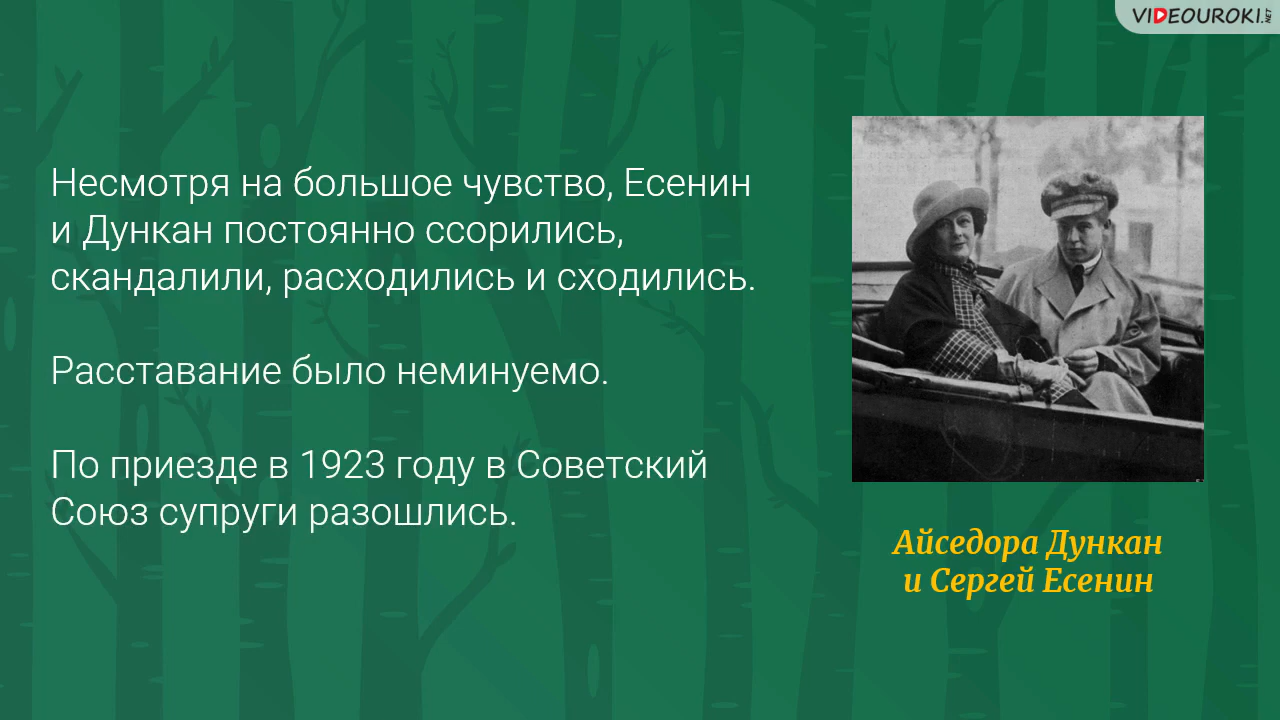 VIDEOUROKI.NET
Несмотря на большое чувство, Есенин
и Дункан постоянно ссорились,
скандалили, расходились и сходились.
Расставание было неминуемо.
По приезде в 1923 году в Советский
Союз супруги разошлись.
Айседора Дункан
и Сергей Есенин